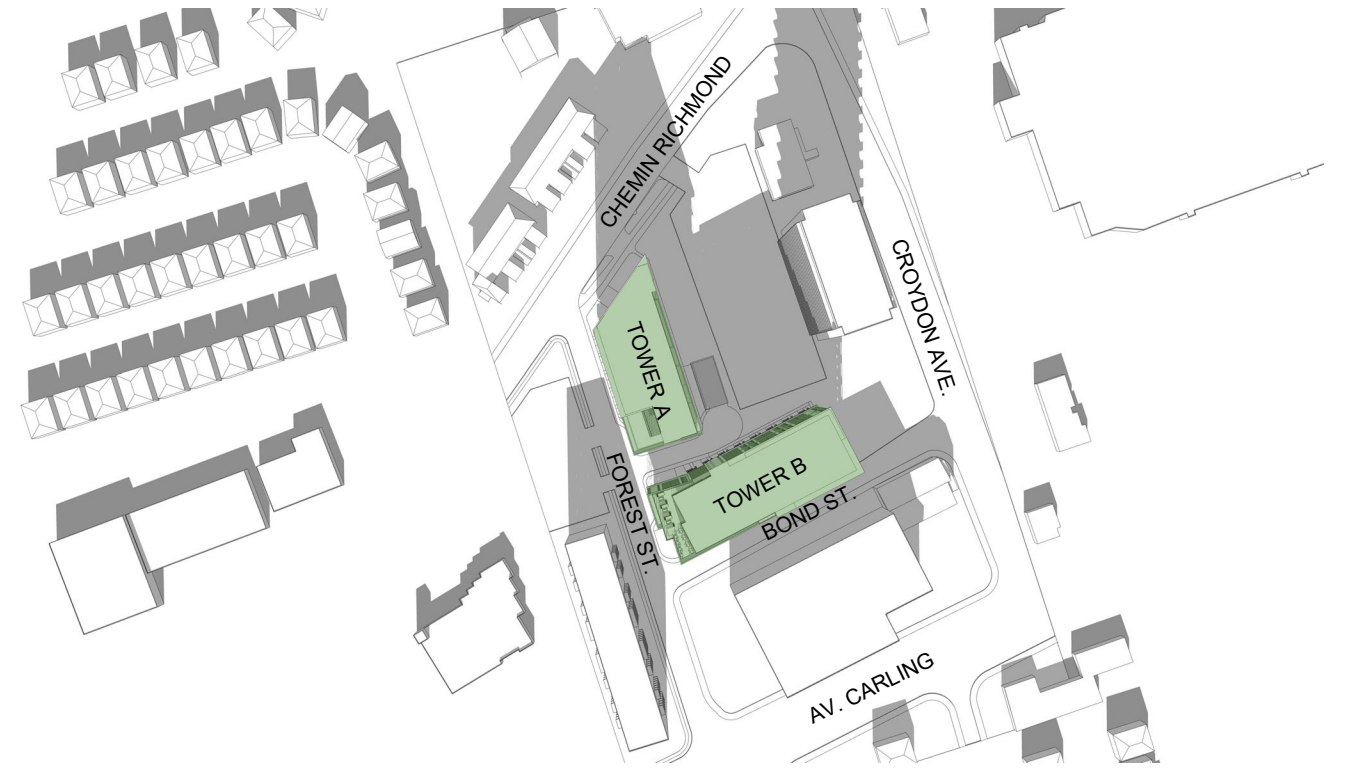 CHEMIN RICHMOND
CROYDON AVE.
TOWER A
TOWER B
FOREST ST.
BOND ST.
AV. CARLING